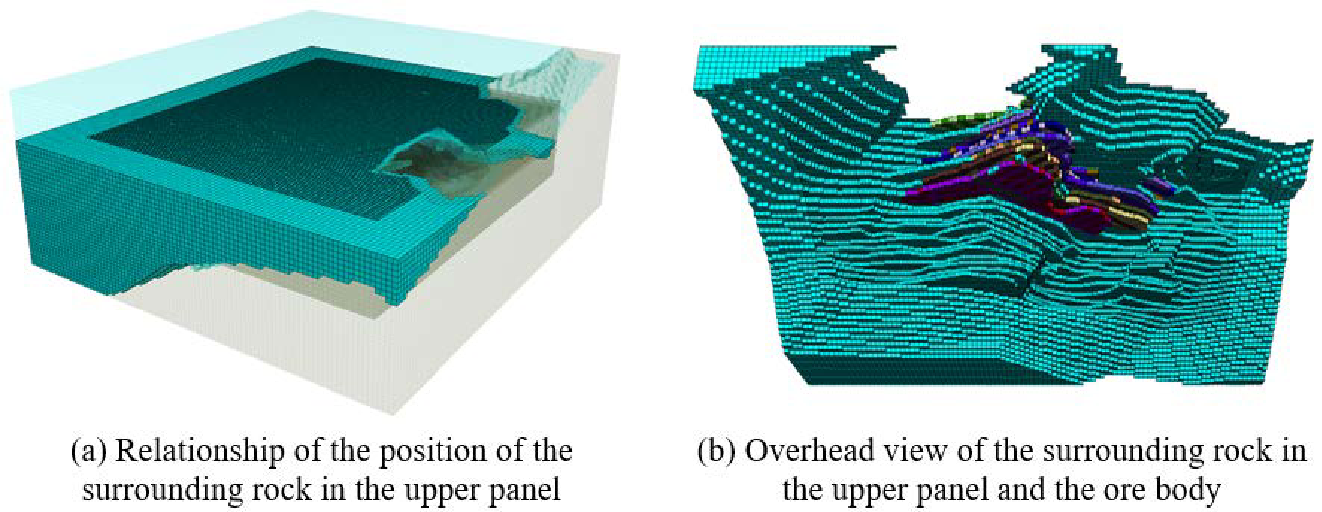 (a) Relationship of the position of the
surrounding rock in the upper panel
(b) Overhead view of the surrounding rock in
the upper panel and the ore body